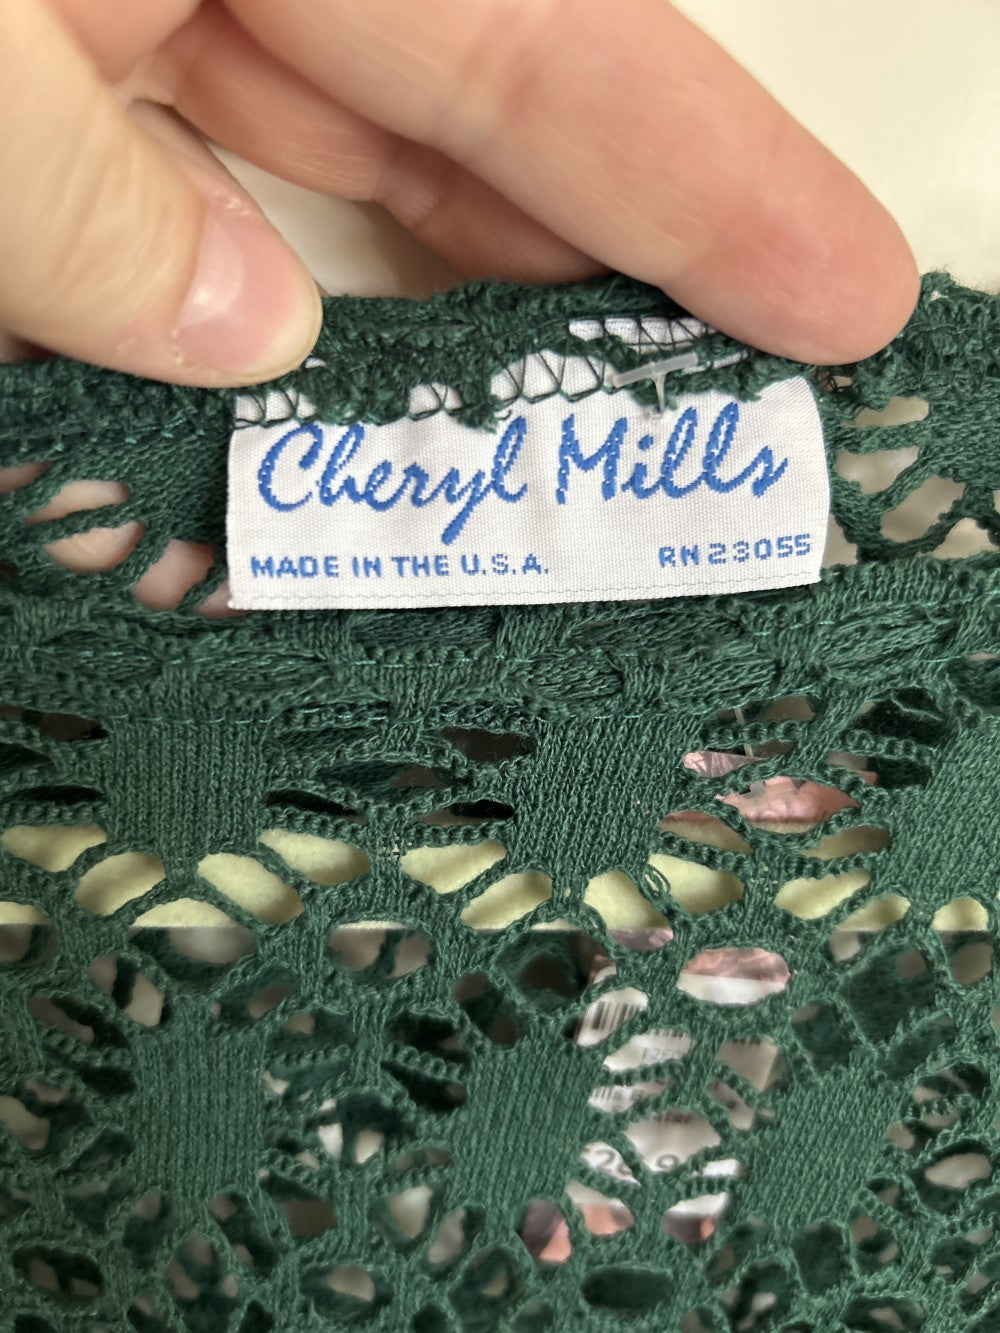 Cheryl Mills
MADE IN THE U.S.A. RN 23055